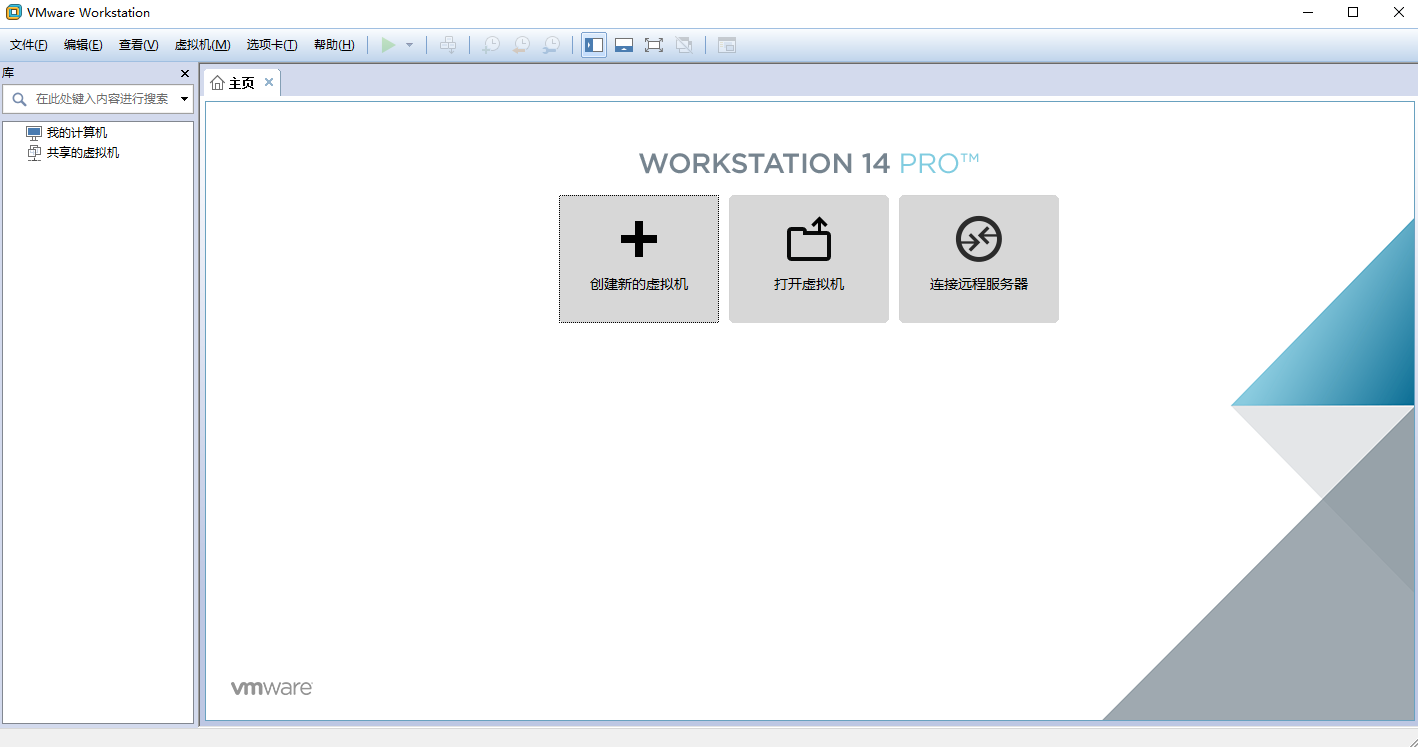 VMware Workstation
文件(F) 编辑(E) 查看(V) 虚拟机(M) 选项卡(T) 帮助(H)
库
在此处键入内容进行搜索
我的计算机
共享的虚拟机
主页
WORKSTATION 14 PRO™
创建新的虚拟机 打开虚拟机 连接远程服务器
vmware